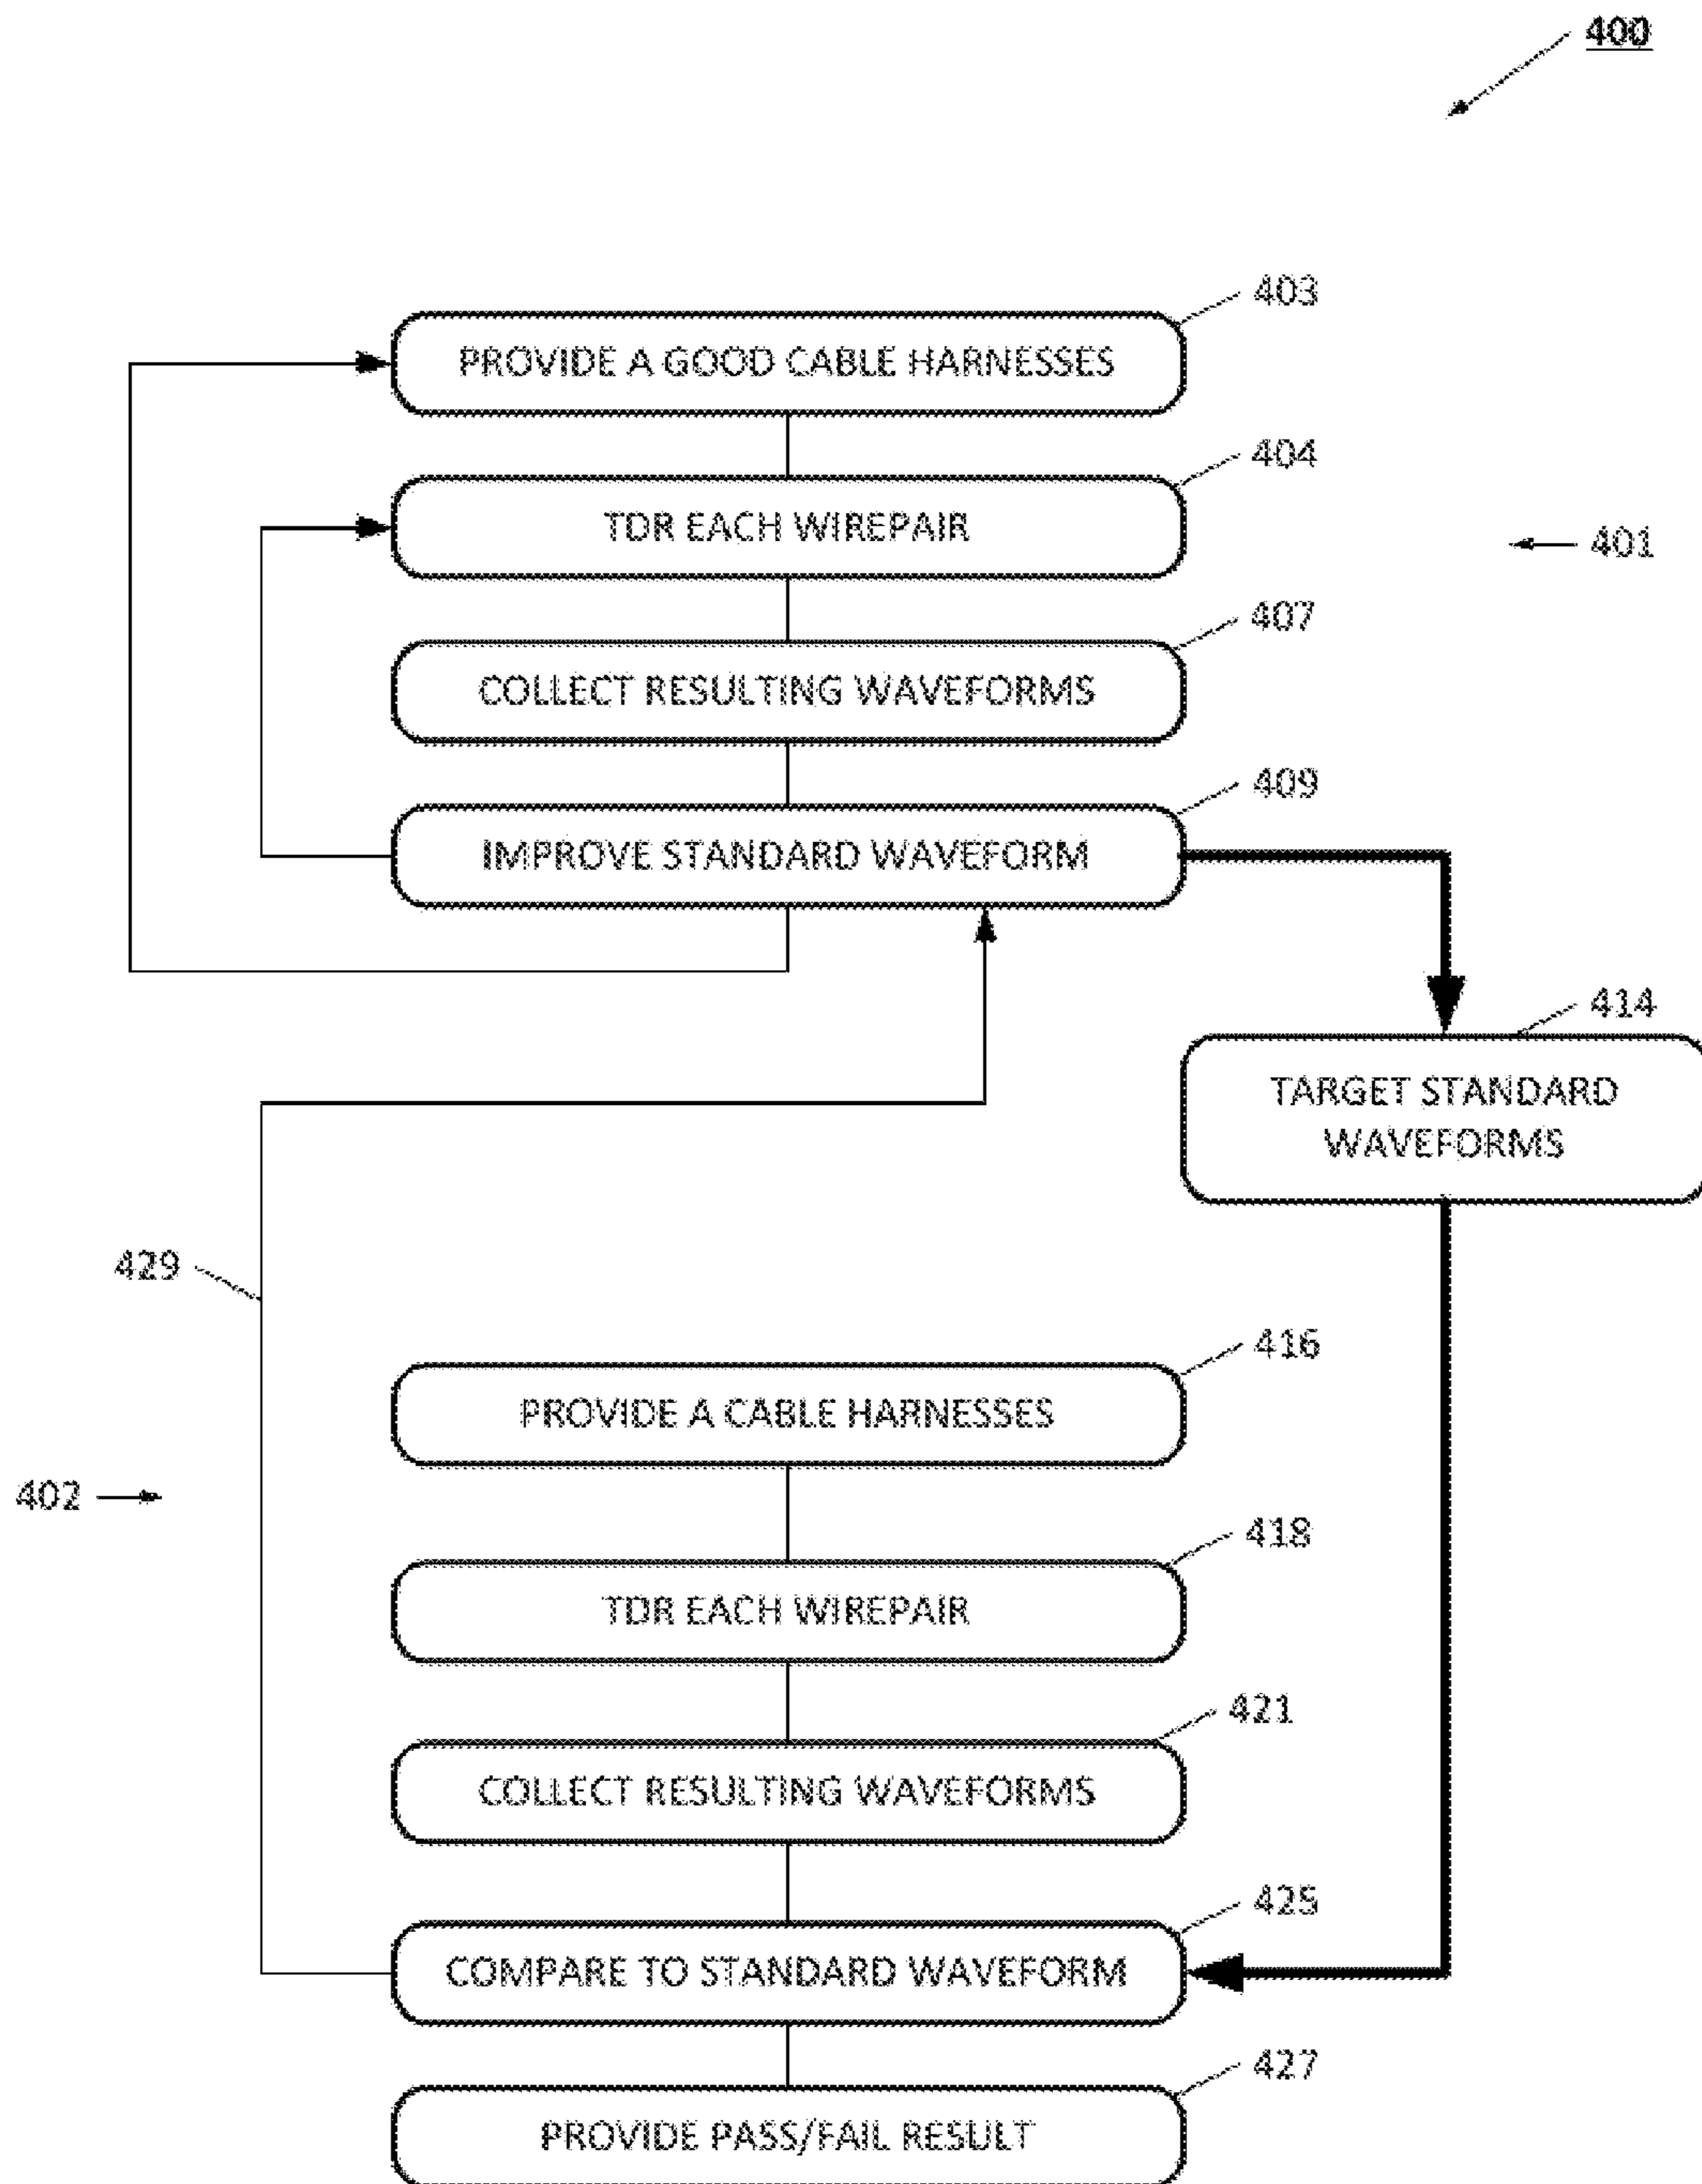 400
403
PROVIDE A GOOD CABLE HARNESSES
404
TDR EACH WIREPAIR
401
407
COLLECT RESULTING WAVEFORMS
409
IMPROVE STANDARD WAVEFORM
414
TARGET STANDARD
WAVEFORMS
429
416
PROVIDE A CABLE HARNESSES
402
418
TDR EACH WIREPAIR
421
COLLECT RESULTING WAVEFORMS
425
COMPARE TO STANDARD WAVEFORM
427
PROVIDE PASS/FAIL RESULT